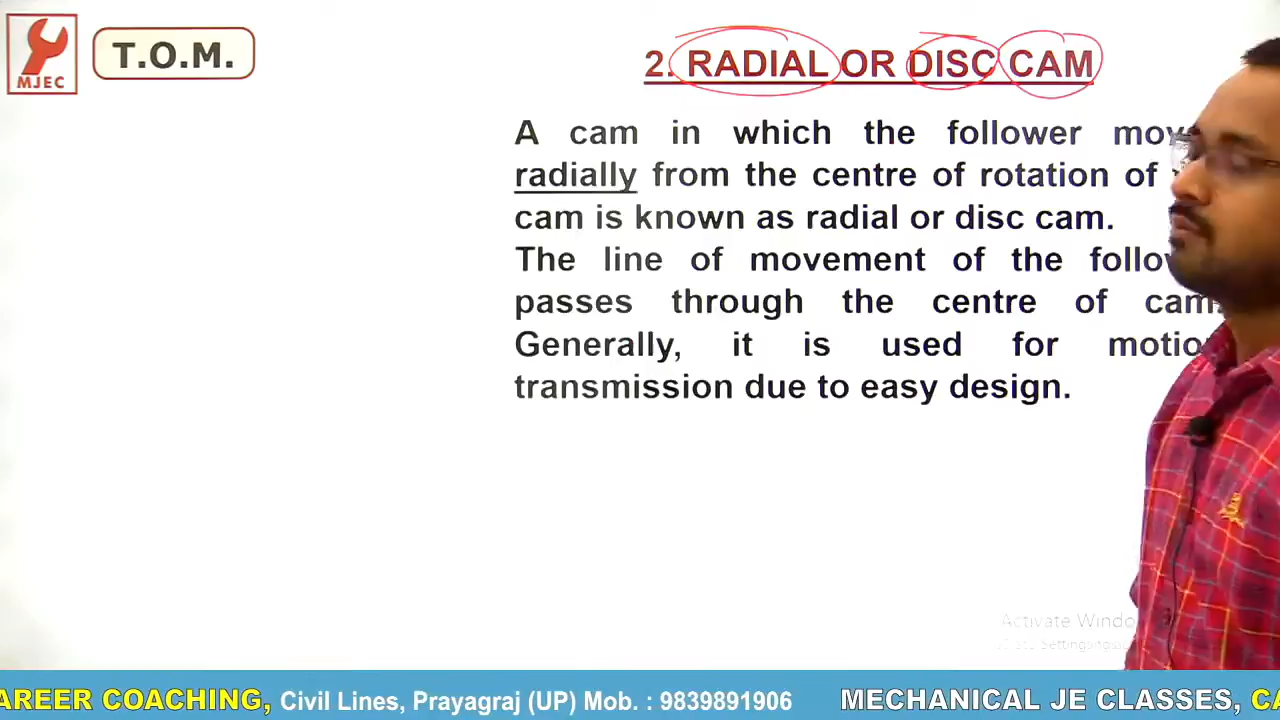 MJEC
T.O.M.
2. RADIAL OR DISC CAM
A cam in which the follower
radially from the centre of rotation of
cam is known as radial or disc cam.
The line of movement of the
passes through the centre of cam.
Generally, it is used for
transmission due to easy design.
Activate
AREER COACHING, Civil Lines, Prayagraj (UP) Mob. : 9839891906 MECHANICAL JE CLASSES, CA